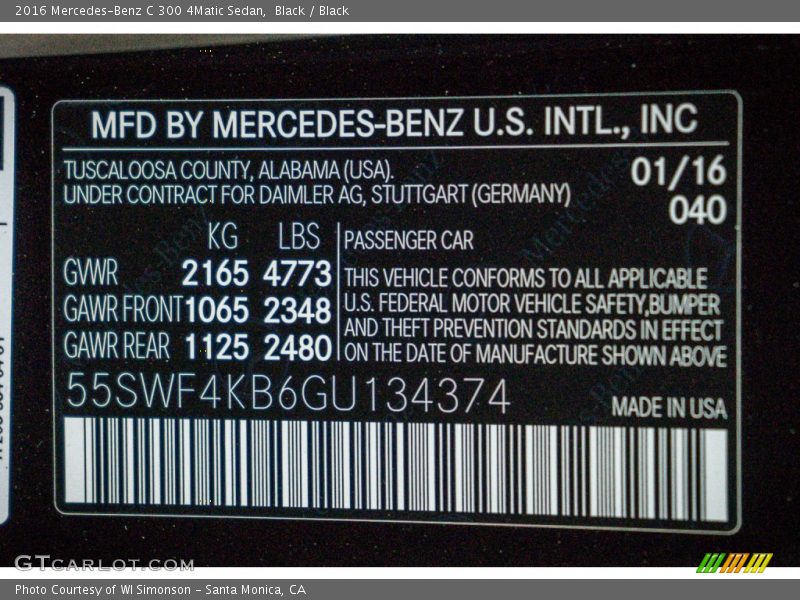 2016 Mercedes-Benz C 300 4Matic Sedan, Black / Black
MFD BY MERCEDES-BENZ U.S. INTL., INC
TUSCALOOSA COUNTY, ALABAMA (USA).
UNDER CONTRACT FOR DAIMLER AG, STUTTGART (GERMANY)
01/16
040
KG LBS
GWR 2165 4773
GAWR FRONT 1065 2348
GAWR REAR 1125 2480
PASSENGER CAR
THIS VEHICLE CONFORMS TO ALL APPLICABLE
U.S. FEDERAL MOTOR VEHICLE SAFETY,BUMPER
AND THEFT PREVENTION STANDARDS IN EFFECT
ON THE DATE OF MANUFACTURE SHOWN ABOVE
55SWF4KB6GU134374
MADE IN USA
GTCARLOT.COM
Photo Courtesy of WI Simonson - Santa Monica, CA